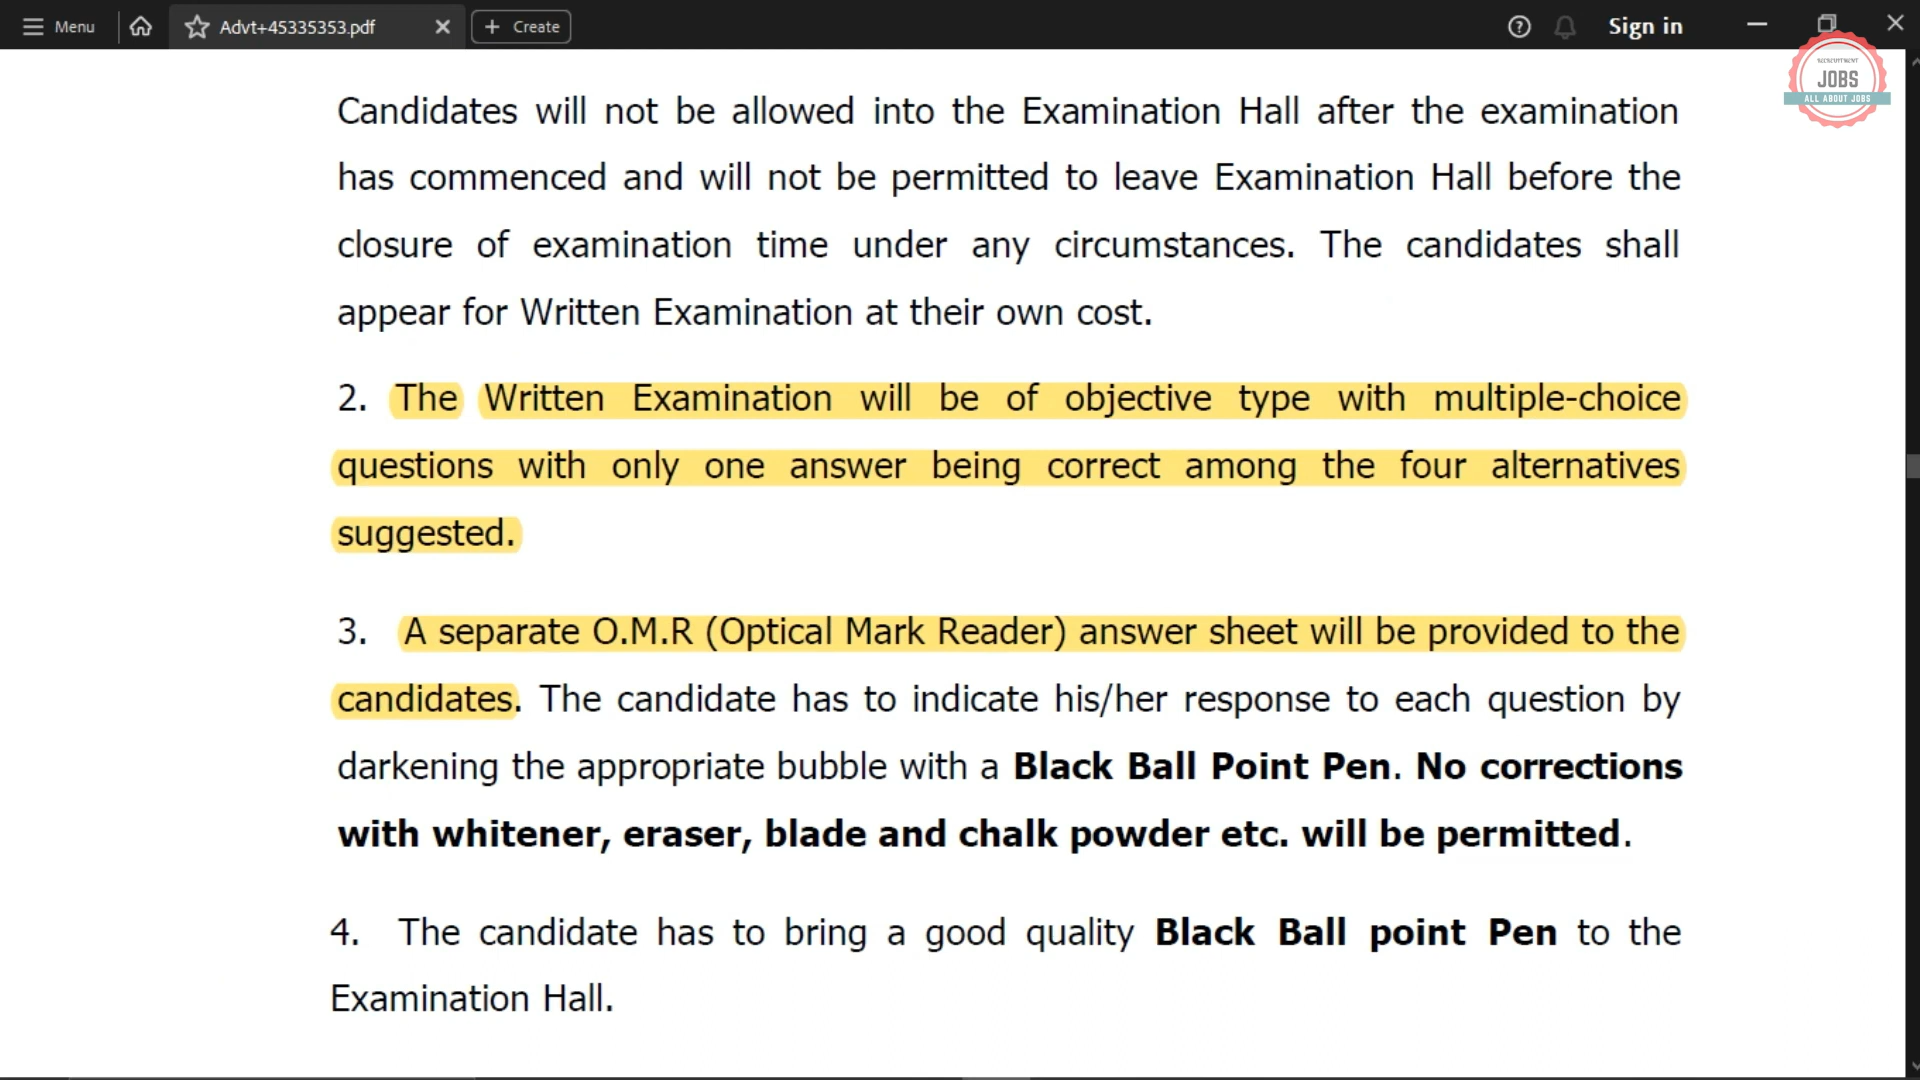 Menu
Advt+45335353.pdf
Create
Sign in
RECRUITMENT
JOBS
ALL ABOUT JOBS
Candidates will not be allowed into the Examination Hall after the examination
has commenced and will not be permitted to leave Examination Hall before the
closure of examination time under any circumstances. The candidates shall
appear for Written Examination at their own cost.
2. The Written Examination will be of objective type with multiple-choice
questions with only one answer being correct among the four alternatives
suggested.
3. A separate O.M.R (Optical Mark Reader) answer sheet will be provided to the
candidates. The candidate has to indicate his/her response to each question by
darkening the appropriate bubble with a Black Ball Point Pen. No corrections
with whitener, eraser, blade and chalk powder etc. will be permitted.
4. The candidate has to bring a good quality Black Ball point Pen to the
Examination Hall.